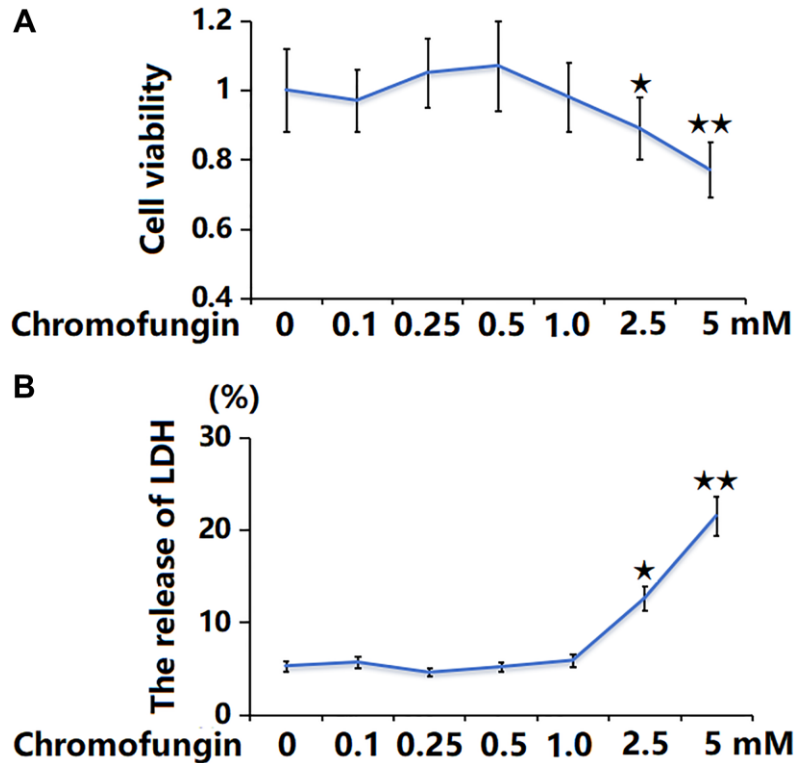 A
Cell viability
1.2
1
0.8
0.6
0.4
★
★★
Chromofungin 0 0.1 0.25 0.5 1.0 2.5 5 mM
B
(%)
The release of LDH
30
20
10
0
★
★★
Chromofungin 0 0.1 0.25 0.5 1.0 2.5 5 mM